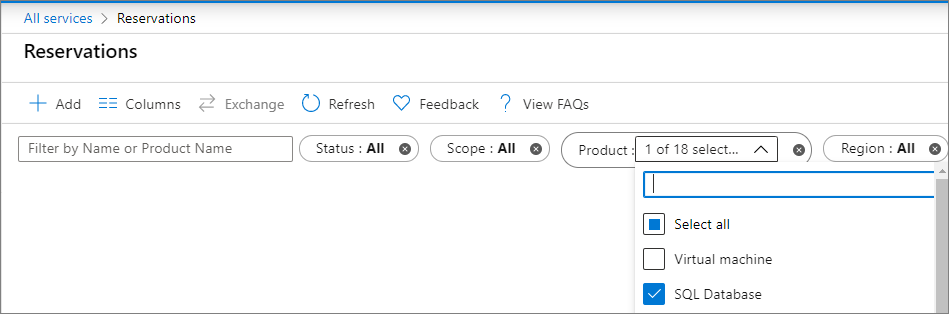 All services > Reservations
Reservations
Add Columns Exchange Refresh Feedback ? View FAQs
Filter by Name or Product Name Status : All Scope : All Product : 1 of 18 select... Region : All
Select all
Virtual machine
SQL Database